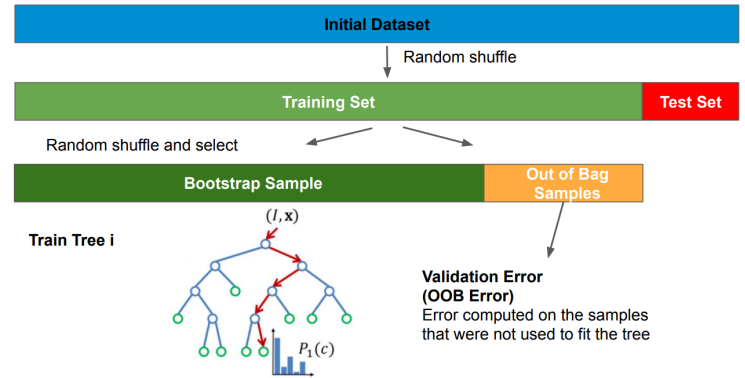 Initial Dataset
Random shuffle
Training Set
Test Set
Random shuffle and select
Bootstrap Sample
Out of Bag
Samples
Train Tree i
(I, x)
P₁(c)
Validation Error
(OOB Error)
Error computed on the samples
that were not used to fit the tree